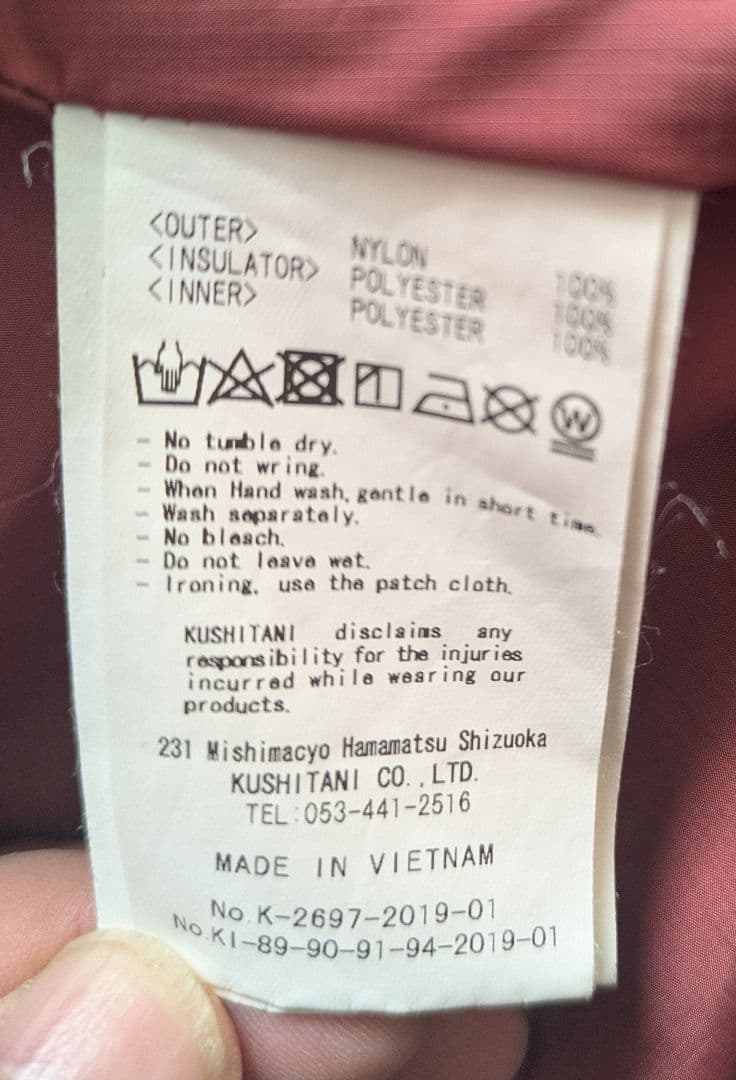 <OUTER> NYLON 100%
<INSULATOR> POLYESTER 100%
<INNER> POLYESTER 100%
W
- No tumble dry.
- Do not wring.
- When Hand wash, gentle in short time.
- Wash separately.
- No bleach.
- Do not leave wet.
- Ironing, use the patch cloth.
KUSHITANI disclaims any
responsibility for the injuries
incurred while wearing our
products.
231 Mishimacyo Hamamatsu Shizuoka
KUSHITANI CO.,LTD.
TEL:053-441-2516
MADE IN VIETNAM
No.K-2697-2019-01
No.KI-89-90-91-94-2019-01